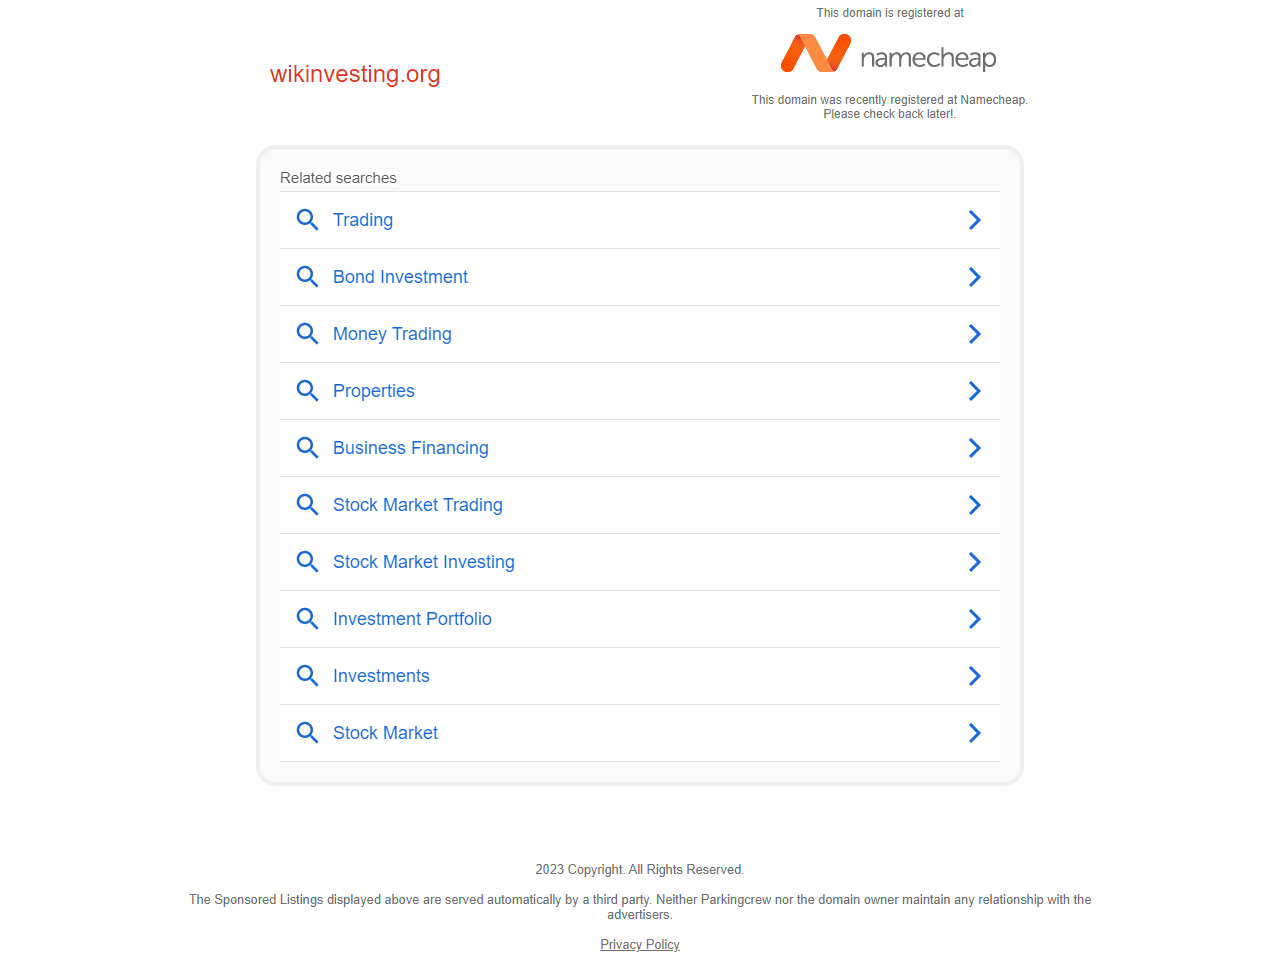 This domain is registered at
namecheap
wikinvesting.org
This domain was recently registered at Namecheap.
Please check back later!.
Related searches
Trading
Bond Investment
Money Trading
Properties
Business Financing
Stock Market Trading
Stock Market Investing
Investment Portfolio
Investments
Stock Market
2023 Copyright. All Rights Reserved.
The Sponsored Listings displayed above are served automatically by a third party. Neither Parkingcrew nor the domain owner maintain any relationship with the
advertisers.
Privacy Policy